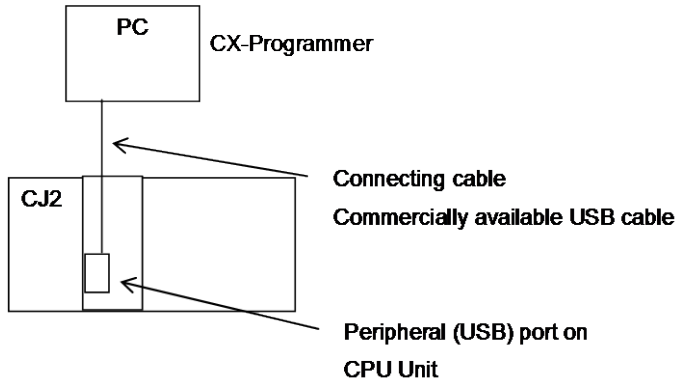 PC
CX-Programmer
Connecting cable
Commercially available USB cable
CJ2
Peripheral (USB) port on
CPU Unit